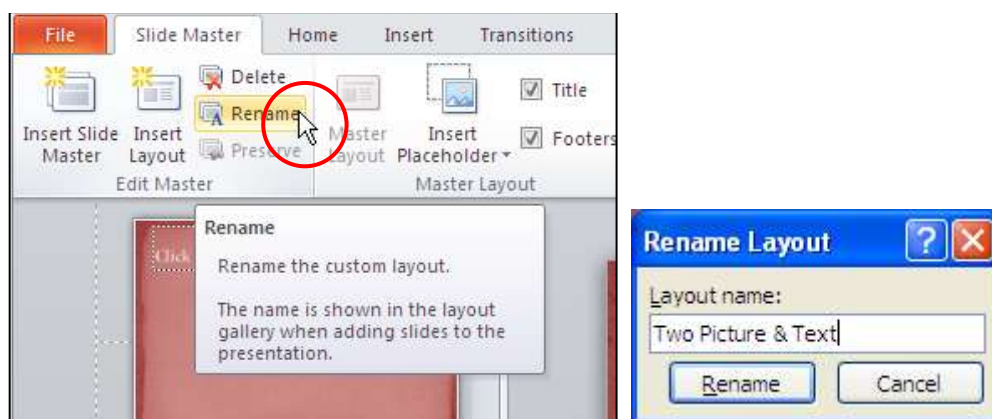 File Slide Master Home Insert Transitions
Delete
Rename
Preserve
Insert Slide Master
Insert Layout
Master Layout
Insert Placeholder
Title
Footers
Edit Master
Master Layout
Click
Rename
Rename the custom layout.
The name is shown in the layout
gallery when adding slides to the
presentation.
Rename Layout
Layout name:
Two Picture & Text
Rename Cancel